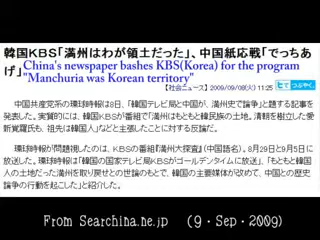 韓国KBS「満州はわが領土だった」、中国紙応戦「でっちあ
げ」
China's newspaper bashes KBS(Korea) for the program
"Manchuria was Korean territory"
【社会ニュース】 2009/09/08(火) 11:25
中国共産党系の環球時報は8日、「韓国テレビ局と中国が、満州史で論争」と題する記事を
発表した。実質的には、韓国KBSが番組で「満州はもともと韓民族の土地。清朝を樹立した愛
新覚羅氏も、祖先は韓国人」などと主張したことに対する反論だ。
環球時報が問題視したのは、KBSの番組『満州大探査』(中国語名)。8月29日と9月5日に
放送した。環球時報は「韓国の国家テレビ局KBSがゴールデンタイムに放送」、「もともと韓国
人の土地だった満州を取り戻せとの世論のもとで、韓国の主要媒体が改めて、中国との歴史
論争の行動を起こした」と紹介した。
From Searchina.ne.jp (9・Sep・2009)